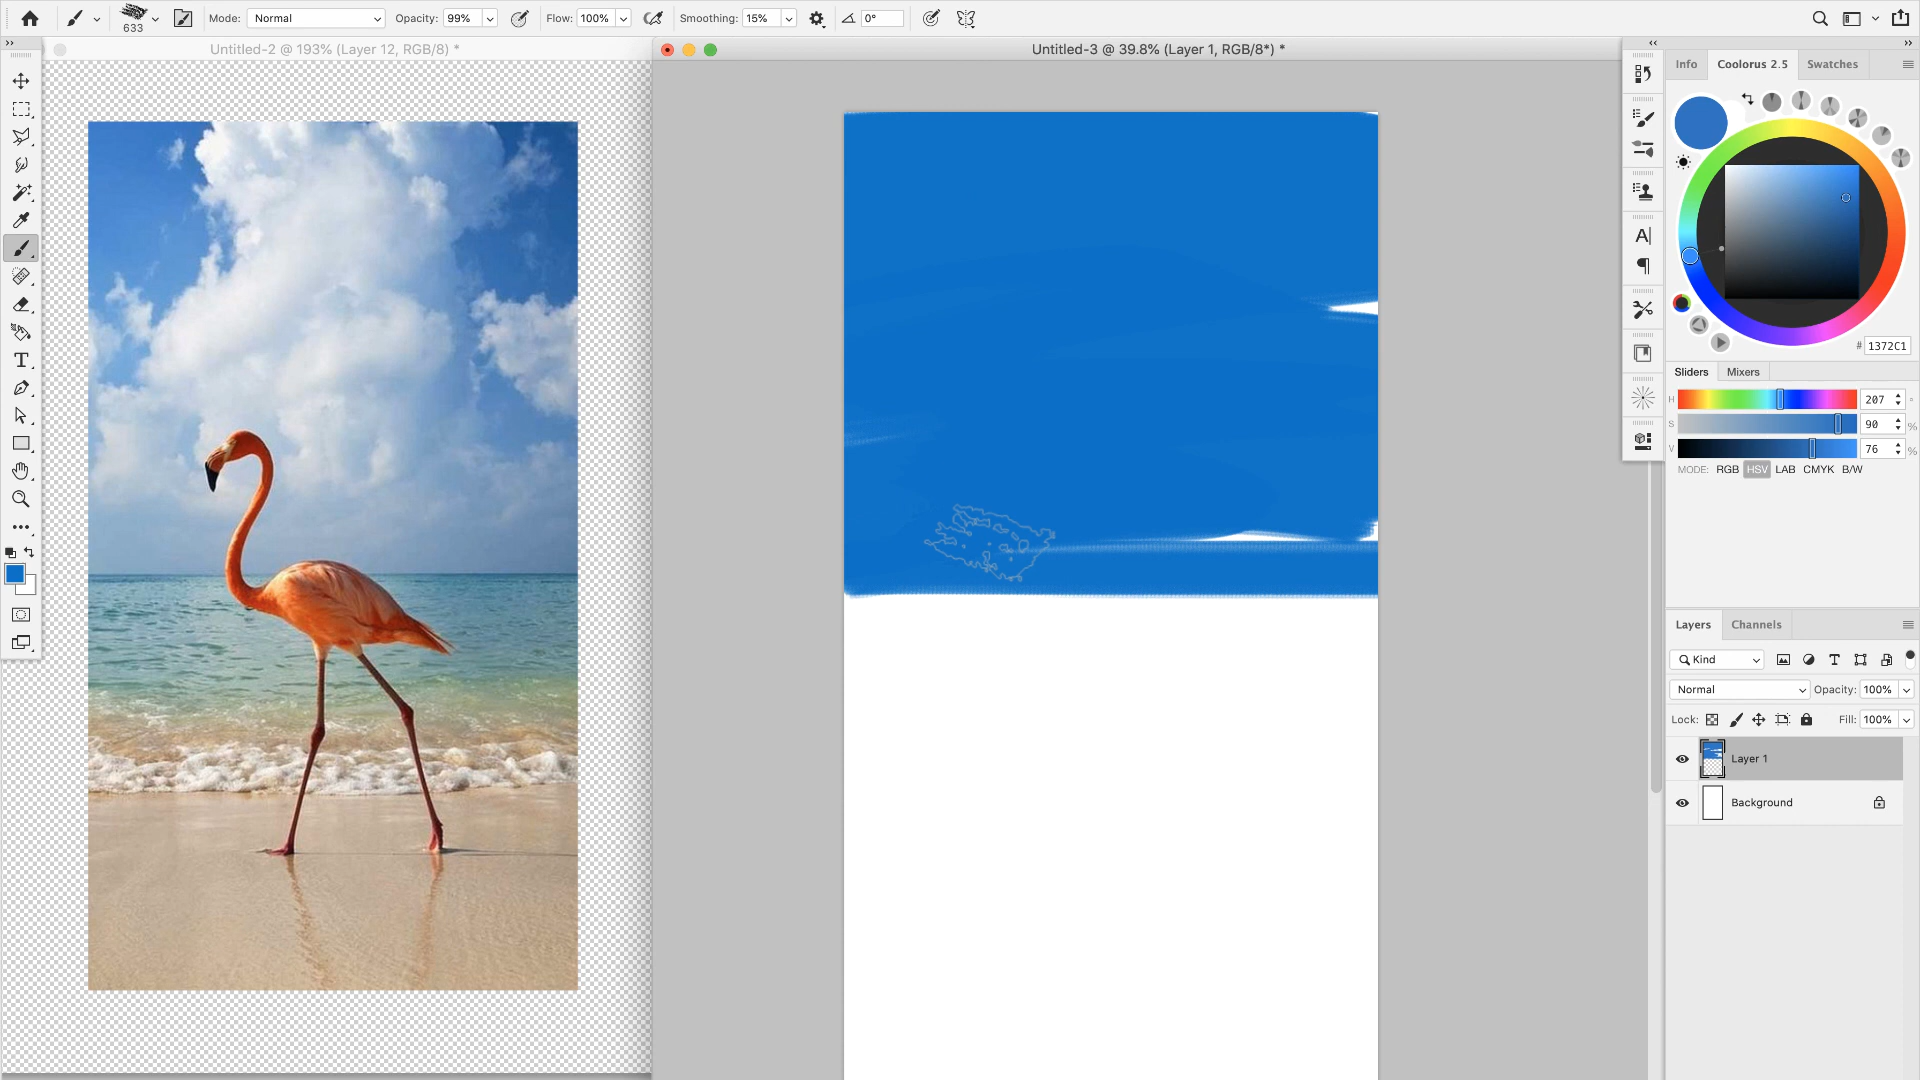 633
Mode: Normal
Opacity: 99%
Flow: 100%
Smoothing: 15%
0°
Untitled-2 @ 193% (Layer 12, RGB/8) *
Untitled-3 @ 39.8% (Layer 1, RGB/8*) *
Info
Coolorus 2.5
Swatches
# 1372C1
Sliders
Mixers
H 207 °
S 90 %
V 76 %
MODE: RGB HSV LAB CMYK B/W
Layers
Channels
Kind
Normal
Opacity: 100%
Lock:
Fill: 100%
Layer 1
Background